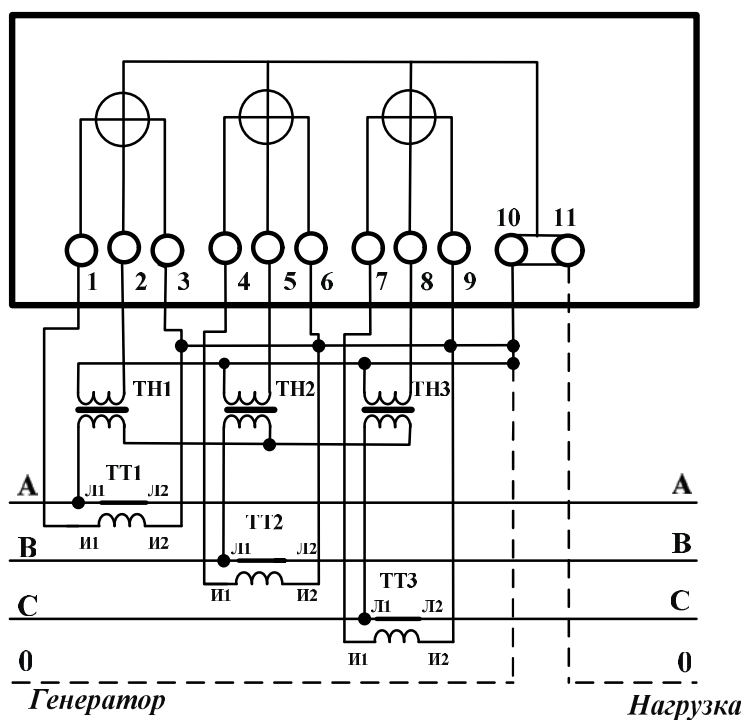 10 11
1 2 3 4 5 6 7 8 9
ТН1 ТН2 ТН3
ТТ1
А Л1 Л2 А
И1 И2
ТТ2
В Л1 Л2 В
И1 И2
ТТ3
С Л1 Л2 С
И1 И2
0 0
Генератор Нагрузка